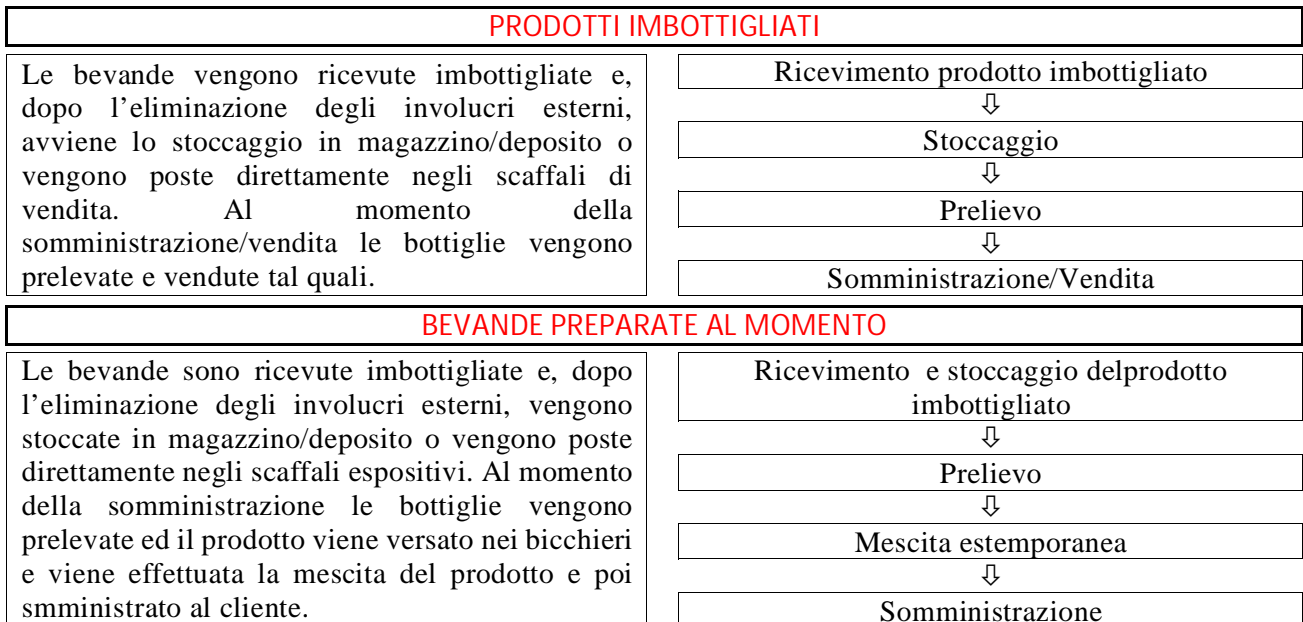 PRODOTTI IMBOTTIGLIATI
Le bevande vengono ricevute imbottigliate e,
dopo l’eliminazione degli involucri esterni,
avviene lo stoccaggio in magazzino/deposito o
vengono poste direttamente negli scaffali di
vendita. Al momento della
somministrazione/vendita le bottiglie vengono
prelevate e vendute tal quali.
Ricevimento prodotto imbottigliato
⇩
Stoccaggio
⇩
Prelievo
⇩
Somministrazione/Vendita
BEVANDE PREPARATE AL MOMENTO
Le bevande sono ricevute imbottigliate e, dopo
l’eliminazione degli involucri esterni, vengono
stoccate in magazzino/deposito o vengono poste
direttamente negli scaffali espositivi. Al momento
della somministrazione le bottiglie vengono
prelevate ed il prodotto viene versato nei bicchieri
e viene effettuata la mescita del prodotto e poi
smministrato al cliente.
Ricevimento e stoccaggio delprodotto
imbottigliato
⇩
Prelievo
⇩
Mescita estemporanea
⇩
Somministrazione